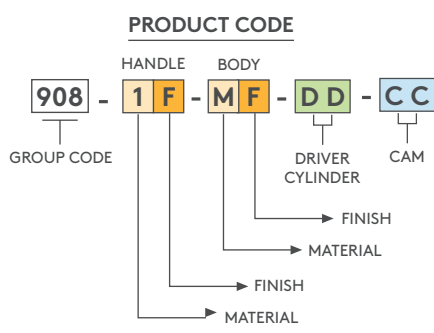 PRODUCT CODE
HANDLE BODY
908 - 1 F - M F - D D - C C
GROUP CODE
DRIVER
CYLINDER
CAM
FINISH
MATERIAL
FINISH
MATERIAL